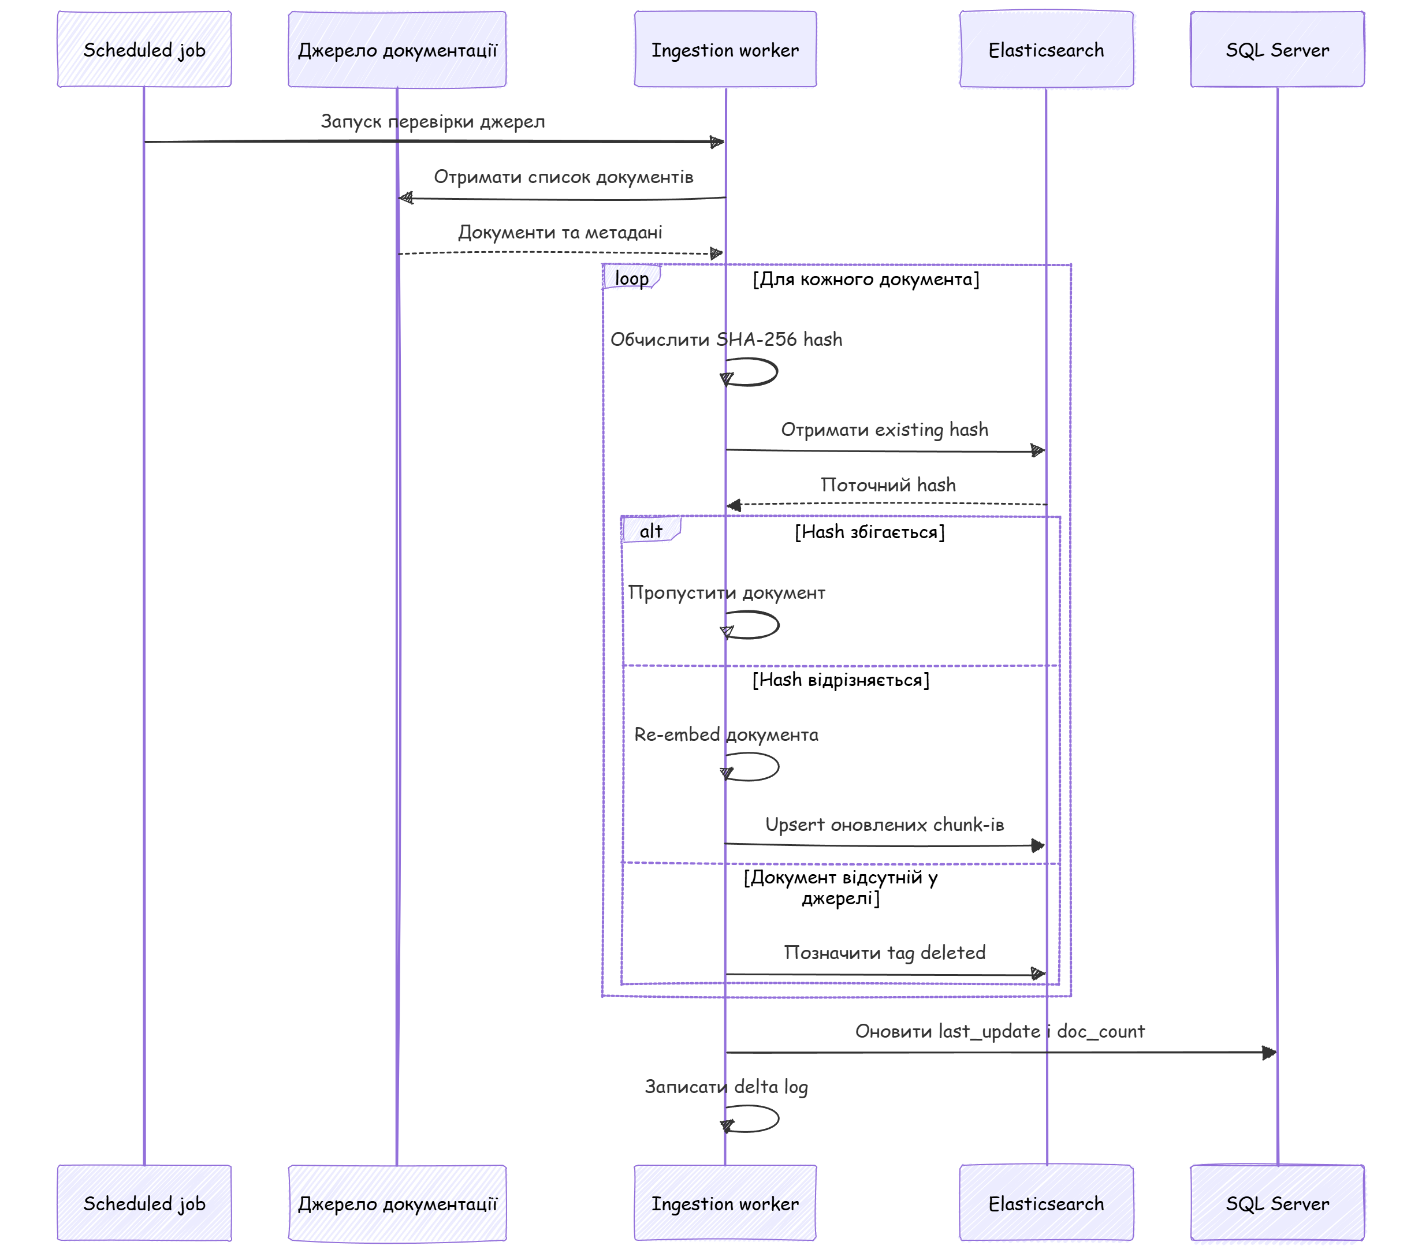 Scheduled job
Джерело документації
Ingestion worker
Elasticsearch
SQL Server
Запуск перевірки джерел
Отримати список документів
Документи та метадані
loop
[Для кожного документа]
Обчислити SHA-256 hash
Отримати existing hash
Поточний hash
alt
[Hash збігається]
Пропустити документ
[Hash відрізняється]
Re-embed документа
Upsert оновлених chunk-ів
[Документ відсутній у
джерелі]
Позначити tag deleted
Оновити last_update і doc_count
Записати delta log
Scheduled job
Джерело документації
Ingestion worker
Elasticsearch
SQL Server